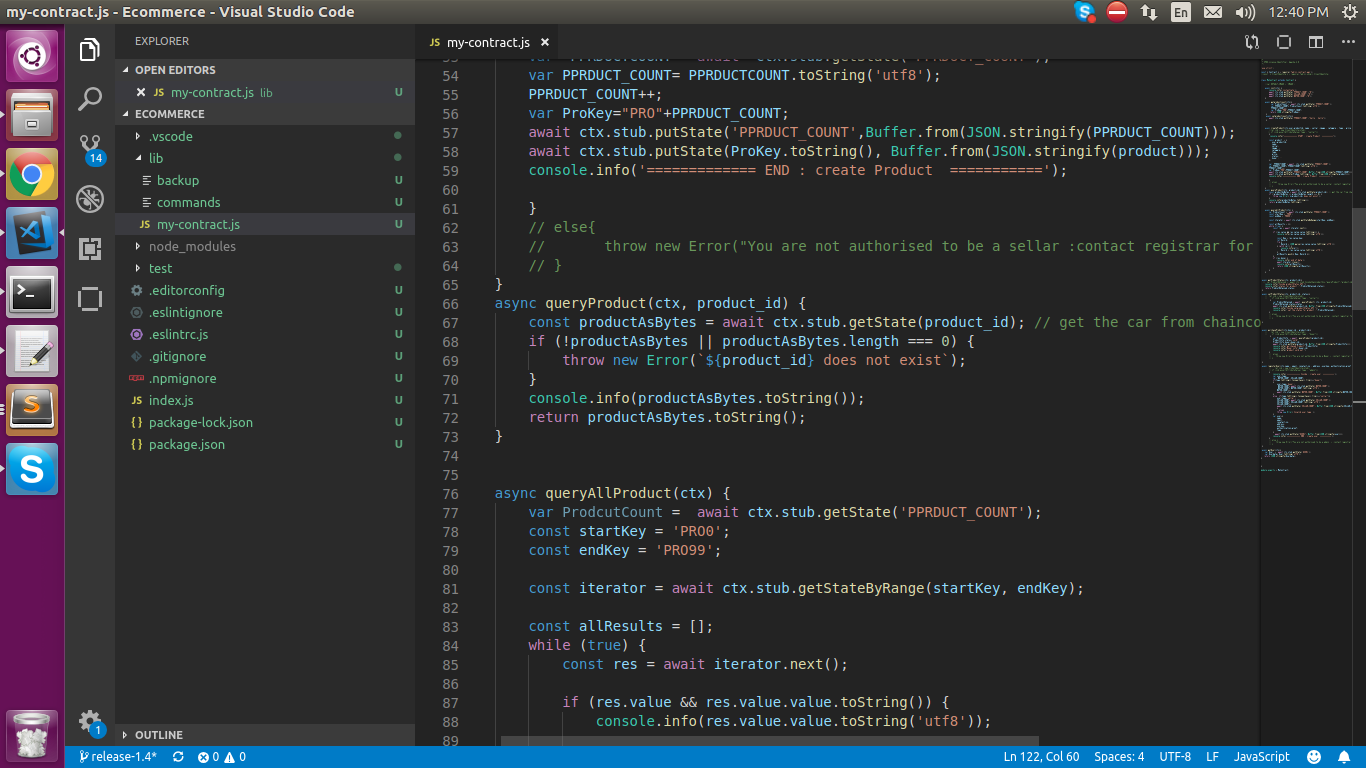 my-contract.js - Ecommerce - Visual Studio Code
En
12:40 PM
EXPLORER
OPEN EDITORS
JS my-contract.js lib U
ECOMMERCE
.vscode
lib
backup U
commands U
JS my-contract.js U
node_modules
test
.editorconfig U
.eslintignore U
.eslintrc.js U
.gitignore U
.npmignore U
JS index.js U
{ } package-lock.json U
{ } package.json U
OUTLINE
14
1
JS my-contract.js
54 var PPRDUCT_COUNT= PPRDUCTCOUNT.toString('utf8');
55 PPRDUCT_COUNT++;
56 var ProKey="PRO"+PPRDUCT_COUNT;
57 await ctx.stub.putState('PPRDUCT_COUNT',Buffer.from(JSON.stringify(PPRDUCT_COUNT)));
58 await ctx.stub.putState(ProKey.toString(), Buffer.from(JSON.stringify(product)));
59 console.info('============= END : create Product  ===========');
60
61 }
62 // else{
63 //       throw new Error("You are not authorised to be a sellar :contact registrar for
64 // }
65 }
66 async queryProduct(ctx, product_id) {
67 const productAsBytes = await ctx.stub.getState(product_id); // get the car from chainco
68 if (!productAsBytes || productAsBytes.length === 0) {
69 throw new Error(`${product_id} does not exist`);
70 }
71 console.info(productAsBytes.toString());
72 return productAsBytes.toString();
73 }
74
75
76 async queryAllProduct(ctx) {
77 var ProdcutCount =  await ctx.stub.getState('PPRDUCT_COUNT');
78 const startKey = 'PRO0';
79 const endKey = 'PRO99';
80
81 const iterator = await ctx.stub.getStateByRange(startKey, endKey);
82
83 const allResults = [];
84 while (true) {
85 const res = await iterator.next();
86
87 if (res.value && res.value.value.toString()) {
88 console.info(res.value.value.toString('utf8'));
89
release-1.4* 0 0 Ln 122, Col 60 Spaces: 4 UTF-8 LF JavaScript